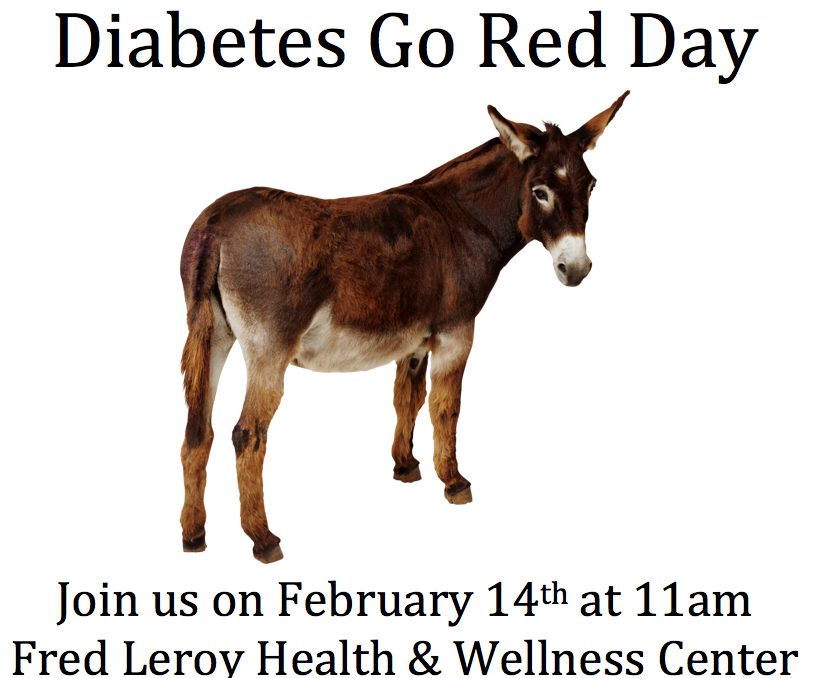 Diabetes Go Red Day
Join us on February 14th at 11am
Fred Leroy Health & Wellness Center